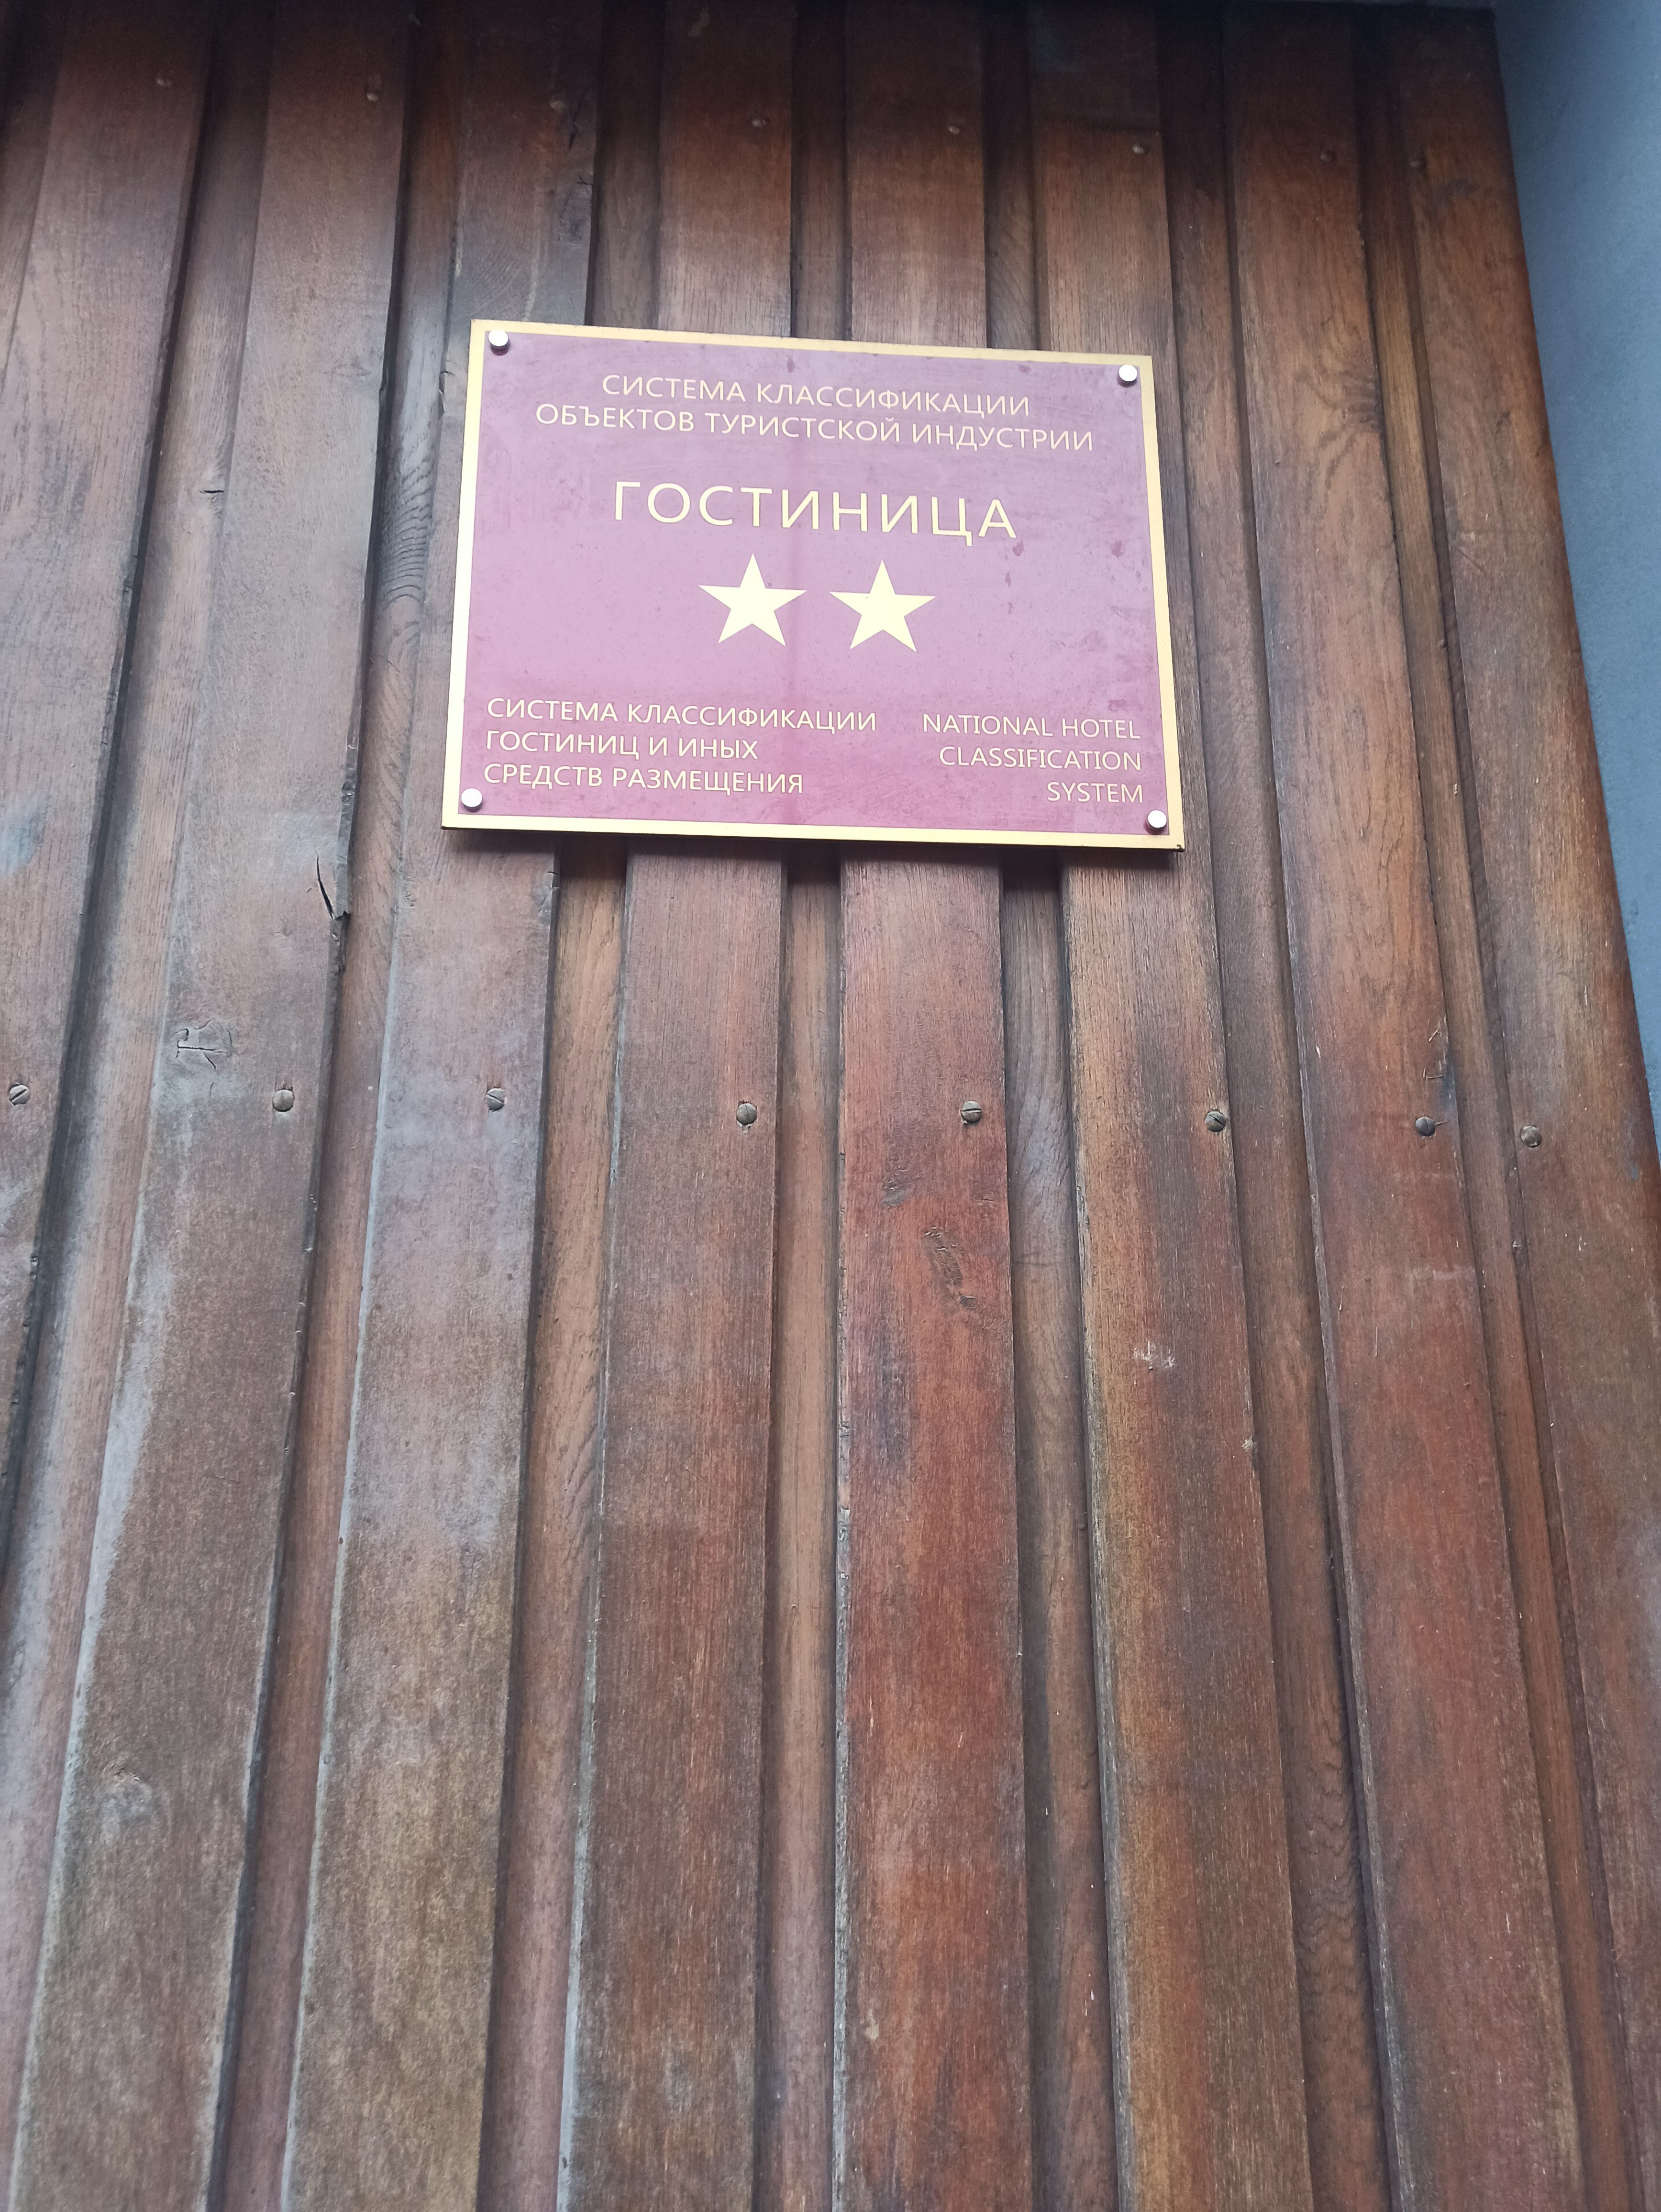 СИСТЕМА КЛАССИФИКАЦИИ
ОБЪЕКТОВ ТУРИСТСКОЙ ИНДУСТРИИ
ГОСТИНИЦА
СИСТЕМА КЛАССИФИКАЦИИ
ГОСТИНИЦ И ИНЫХ
СРЕДСТВ РАЗМЕЩЕНИЯ
NATIONAL HOTEL
CLASSIFICATION
SYSTEM